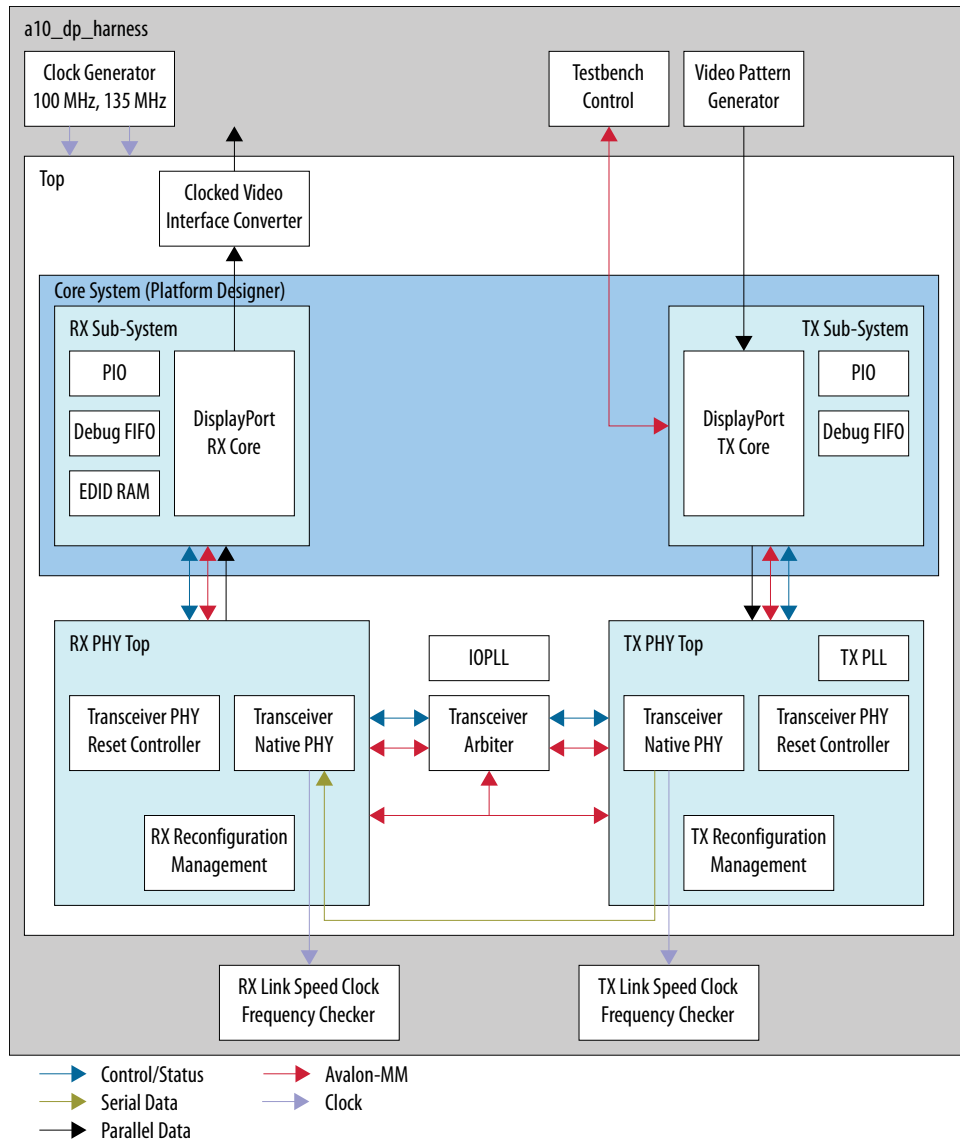 a10_dp_harness
Clock Generator
100 MHz, 135 MHz
Testbench
Control
Video Pattern
Generator
Top
Clocked Video
Interface Converter
Core System (Platform Designer)
RX Sub-System
PIO
Debug FIFO
EDID RAM
DisplayPort
RX Core
TX Sub-System
DisplayPort
TX Core
PIO
Debug FIFO
RX PHY Top
Transceiver PHY
Reset Controller
Transceiver
Native PHY
RX Reconfiguration
Management
IOPLL
Transceiver
Arbiter
TX PHY Top
TX PLL
Transceiver
Native PHY
Transceiver PHY
Reset Controller
TX Reconfiguration
Management
RX Link Speed Clock
Frequency Checker
TX Link Speed Clock
Frequency Checker
Control/Status
Serial Data
Parallel Data
Avalon-MM
Clock